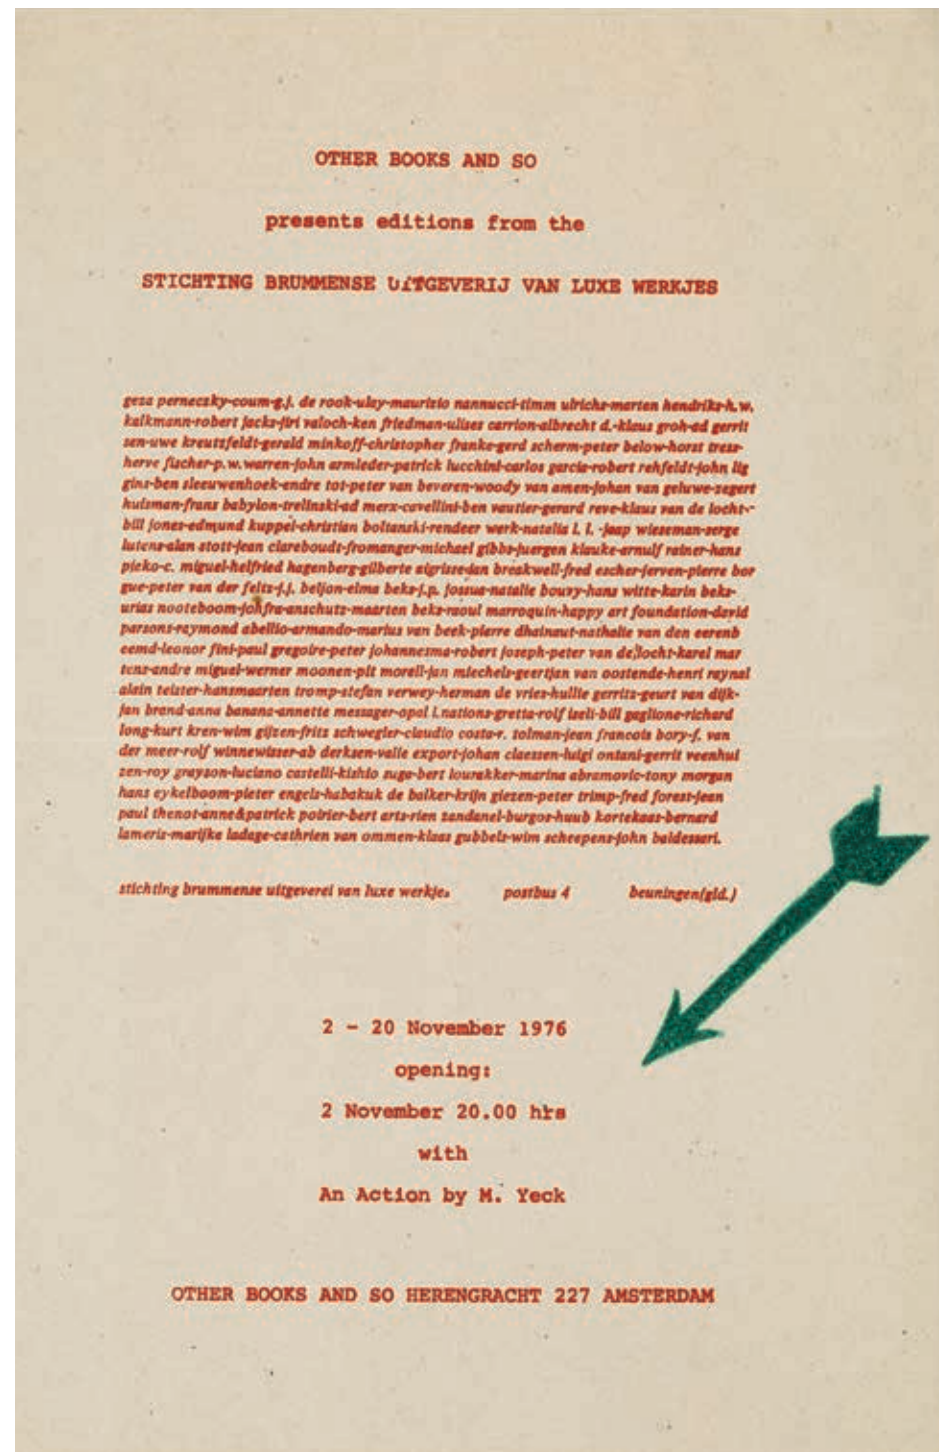 OTHER BOOKS AND SO
presents editions from the
STICHTING BRUMMENSE UITGEVERIJ VAN LUXE WERKJES
geza perneczky-coum-g.j. de rook-ulay-maurizio nannucci-timm ulrichs-marten hendriks-h.w.
kalkmann-robert jacks-jiri valoch-ken friedman-ulises carrion-albrecht d.-klaus groh-ad gerrit
sen-uwe kreutzfeldt-gerald minkoff-christopher franke-gerd scherm-peter below-horst tress-
herve fischer-p.w.warren-john armleder-patrick lucchini-carlos garcia-robert rehfeldt-john lig
gins-ben sleeuwenhoek-endre tot-peter van beveren-woody van amen-johan van geluwe-zegert
huisman-frans babylon-trelinski-ad merx-cavellini-ben vautier-gerard reve-klaus van de locht-
bill jones-edmund kuppel-christian boltanski-rendeer werk-natalia l. l. -jaap wieseman-serge
lutens-alan stott-jean clareboudt-fromanger-michael gibbs-juergen klauke-arnulf rainer-hans
pieko-c. miguel-helfried hagenberg-gilberte aigrisse-ian breakwell-fred escher-jerven-pierre bor
gue-peter van der felts-j.j. beljon-elma beks-j.p. jossua-natalie bouvy-hans witte-karin beks-
urias nooteboom-johfra-anschutz-maarten beks-raoul marroquin-happy art foundation-david
parsons-raymond abellio-armando-marius van beek-pierre dhainaut-nathalie van den eerenb
eemd-leonor fini-paul gregoire-peter johannesma-robert joseph-peter van de locht-karel mar
tens-andre miguel-werner moonen-pit morell-jan miechels-geertjan van oostende-henri raynal
alain teister-hansmaarten tromp-stefan verwey-herman de vries-hullie gerrits-geurt van dijk-
jan brand-anna banana-annette messager-opal l.nations-gretta-rolf iseli-bill gaglione-richard
long-kurt kren-wim gijzen-fritz schwegler-claudio costa-r. tolman-jean francois bory-f. van
der meer-rolf winnewisser-ab derksen-valie export-johan claessen-luigi ontani-gerrit veenhui
zen-roy grayson-luciano castelli-kishio suga-bert lourakker-marina abramovic-tony morgan
hans eykelboom-pieter engels-habakuk de balker-krijn giezen-peter trimp-fred forest-jean
paul thenot-anne&patrick poirier-bert arts-rien zandanel-burgos-huub kortekaas-bernard
lameris-marijke ladage-cathrien van ommen-klaas gubbels-wim scheepens-john baldessari.
stichting brummense uitgeverei van luxe werkjes postbus 4 beuningen(gld.)
2 - 20 November 1976
opening:
2 November 20.00 hrs
with
An Action by M. Yeck
OTHER BOOKS AND SO HERENGRACHT 227 AMSTERDAM